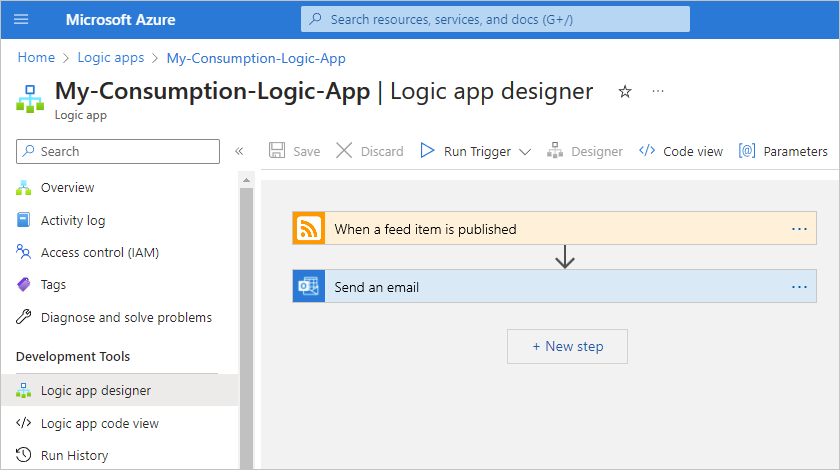 Microsoft Azure
Search resources, services, and docs (G+/)
Home > Logic apps > My-Consumption-Logic-App
My-Consumption-Logic-App | Logic app designer ...
Logic app
Search «
Save Discard Run Trigger Designer Code view Parameters
Overview
Activity log
Access control (IAM)
Tags
Diagnose and solve problems
Development Tools
Logic app designer
Logic app code view
Run History
When a feed item is published ...
Send an email ...
+ New step